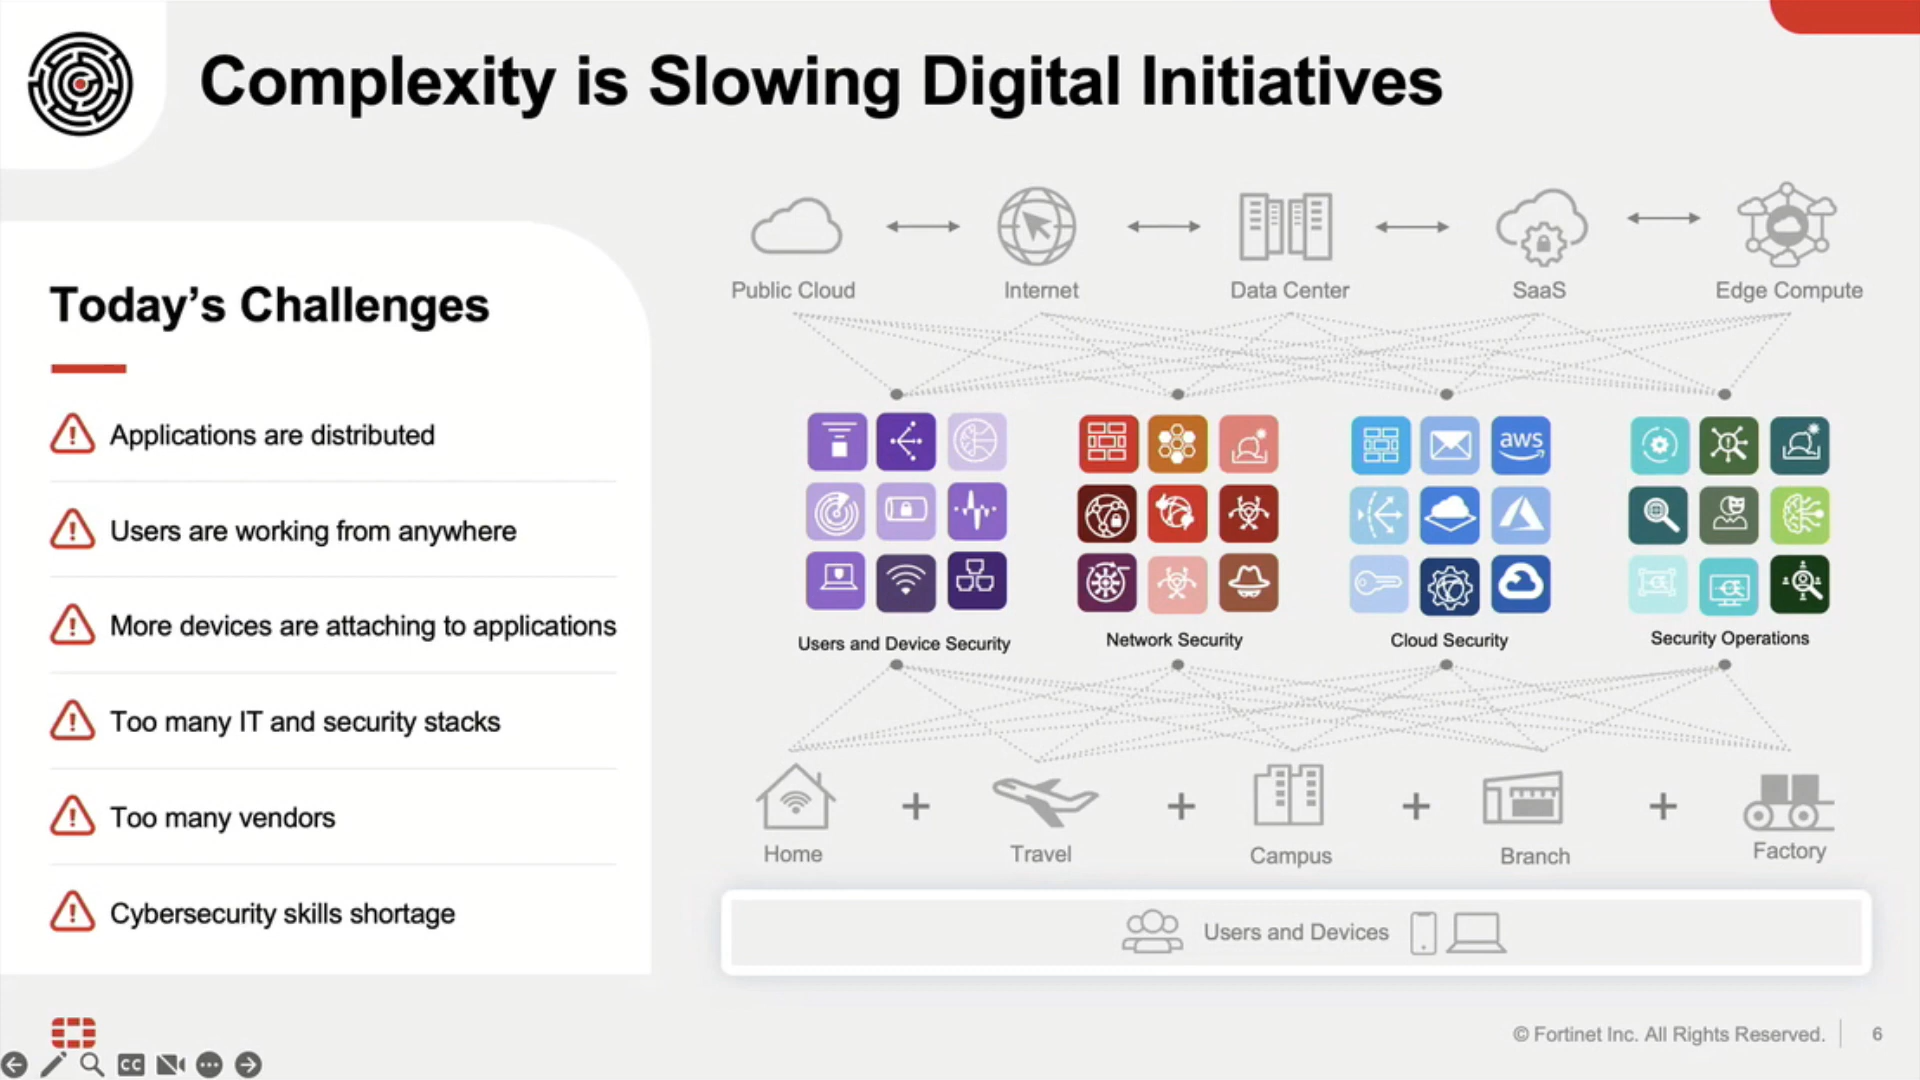 Complexity is Slowing Digital Initiatives
Today’s Challenges
Applications are distributed
Users are working from anywhere
More devices are attaching to applications
Too many IT and security stacks
Too many vendors
Cybersecurity skills shortage
Public Cloud
Internet
Data Center
SaaS
Edge Compute
aws
Users and Device Security
Network Security
Cloud Security
Security Operations
Home
+
Travel
+
Campus
+
Branch
+
Factory
Users and Devices
© Fortinet Inc. All Rights Reserved.
6
CC